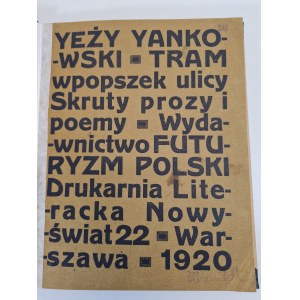 YEŻY YANKO-
-WSKI ▪ TRAM
wpopszek ulicy
Skruty prozy i
poemy ▪ Wyda-
-wnictwo FUTU-
RYZM POLSKI
Drukarnia Lite-
-racka Nowy-
-świat 22 ▪ War-
-szawa ▪ 1920